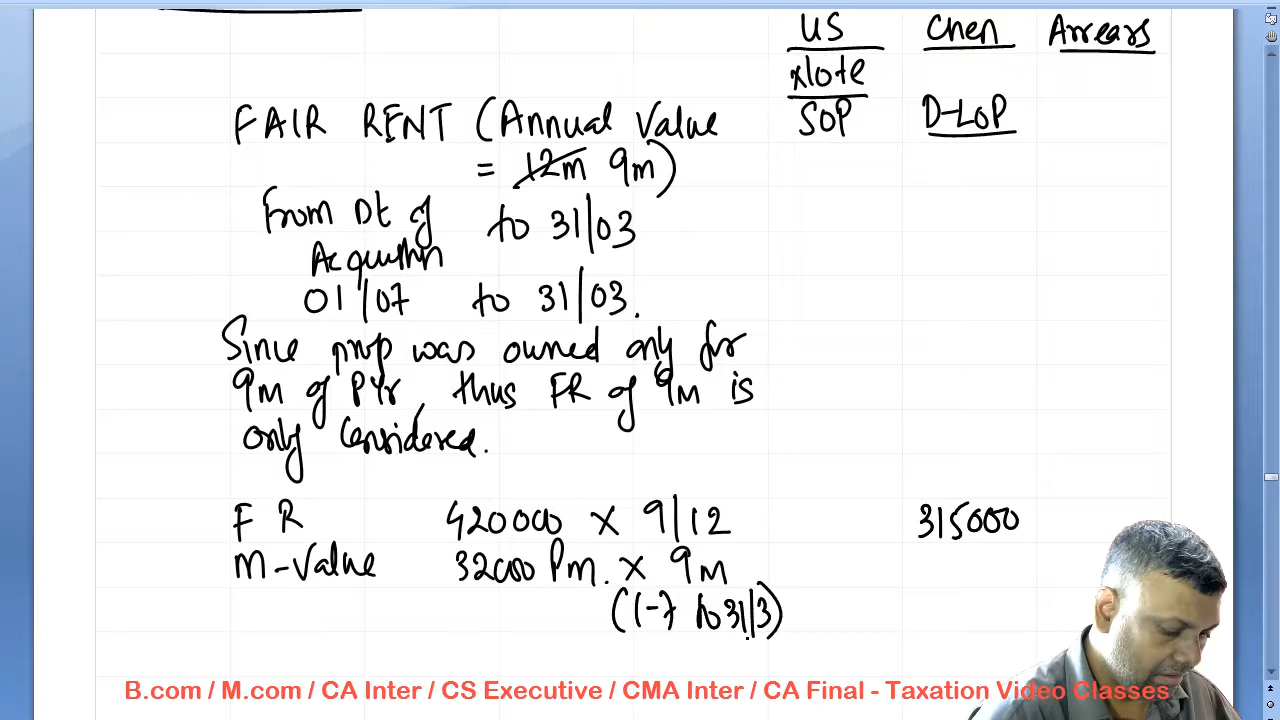 US Chen Arrears
xlote
FAIR RENT (Annual Value SOP D-LOP
= 12m 9m)
From Dt of to 31/03
Acquisthn
01/07 to 31/03.
Since prop was owned only for
9m of PYr, thus FR of 9m is
only Considered.
F R 420000 X 9/12 315000
M-Value 32000 Pm. X 9m
(1-7 to 31/3)
B.com / M.com / CA Inter / CS Executive / CMA Inter / CA Final - Taxation Video Classes